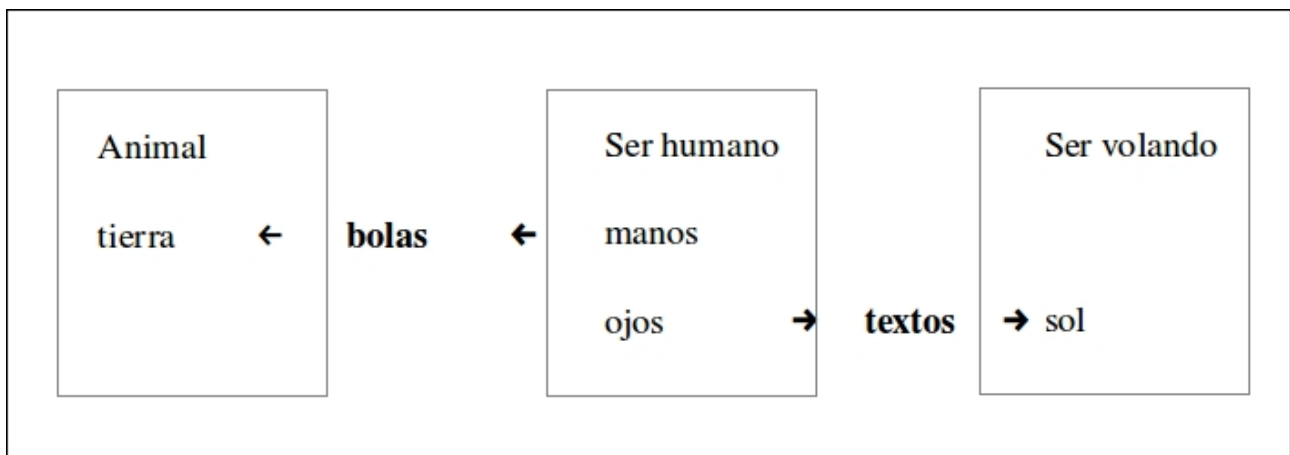 Animal Ser humano Ser volando
tierra ← bolas ← manos
ojos → textos → sol